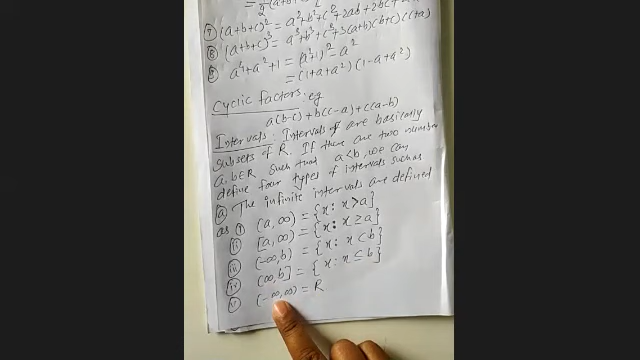 ⑦ (a+b+c)² = a²+b²+c²+2ab+2bc+
⑧ (a+b+c)³ = a³+b³+c³+3(a+b)(b+c)(c+a)
⑨ a⁴+a²+1 = (a²+1)²-a²
= (1+a+a²)(1-a+a²)
Cyclic factors: eg
a(b-c)+b(c-a)+c(a-b)
Intervals: Intervals are basically
subsets of R. If there are two number
a, b∈R such that a<b, we can
define four types of intervals such as
ⓐ The infinite intervals are defined
as ⓘ (a, ∞) = {x: x>a}
ⅱ [a, ∞) = {x: x≥a}
ⅲ (-∞, b) = {x: x<b}
ⅳ (∞, b] = {x: x≤b}
ⅴ (-∞, ∞) = R